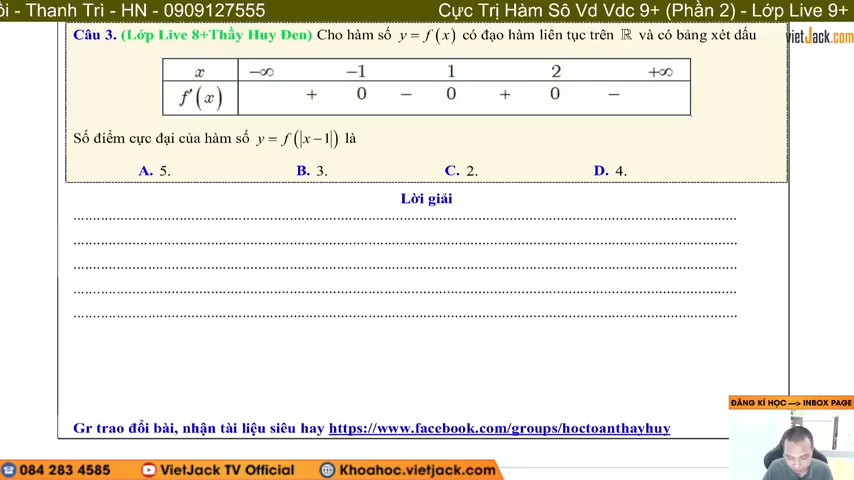 ồi - Thanh Trì - HN - 0909127555
Cực Trị Hàm Sô Vd Vdc 9+ (Phần 2) - Lớp Live 9+
Câu 3. (Lớp Live 8+Thầy Huy Đen) Cho hàm số y = f(x) có đạo hàm liên tục trên ℝ và có bảng xét dấu
vietJack.com
x −∞ −1 1 2 +∞
f′(x) + 0 − 0 + 0 −
Số điểm cực đại của hàm số y = f(|x−1|) là
A. 5. B. 3. C. 2. D. 4.
Lời giải
ĐĂNG KÍ HỌC —> INBOX PAGE
Gr trao đổi bài, nhận tài liệu siêu hay https://www.facebook.com/groups/hoctoanthayhuy
084 283 4585 VietJack TV Official Khoahoc.vietjack.com